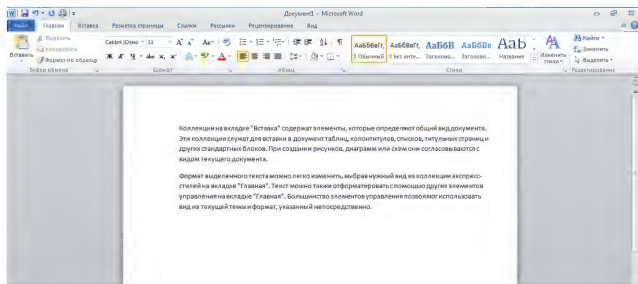 Документ1 - Microsoft Word
Главная Вставка Разметка страницы Ссылки Рассылки Рецензирование Вид
Вставить
Вырезать
Копировать
Формат по образцу
Буфер обмена
Calibri (Осно 11
Шрифт
Абзац
АаБбВвГг, АаБбВвГг, АаБбВ АаБбВв АаБ
¶ Обычный ¶ Без инте... Заголово... Заголово... Название
Изменить стили
Стили
Найти
Заменить
Выделить
Редактирование
Коллекции на вкладке "Вставка" содержат элементы, которые определяют общий вид документа.
Эти коллекции служат для вставки в документ таблиц, колонтитулов, списков, титульных страниц и
других стандартных блоков. При создании рисунков, диаграмм или схем они согласовываются с
видом текущего документа.
Формат выделенного текста можно легко изменить, выбрав нужный вид из коллекции экспресс-
стилей на вкладке "Главная". Текст можно также отформатировать с помощью других элементов
управления на вкладке "Главная". Большинство элементов управления позволяют использовать
вид из текущей темы и формат, указанный непосредственно.